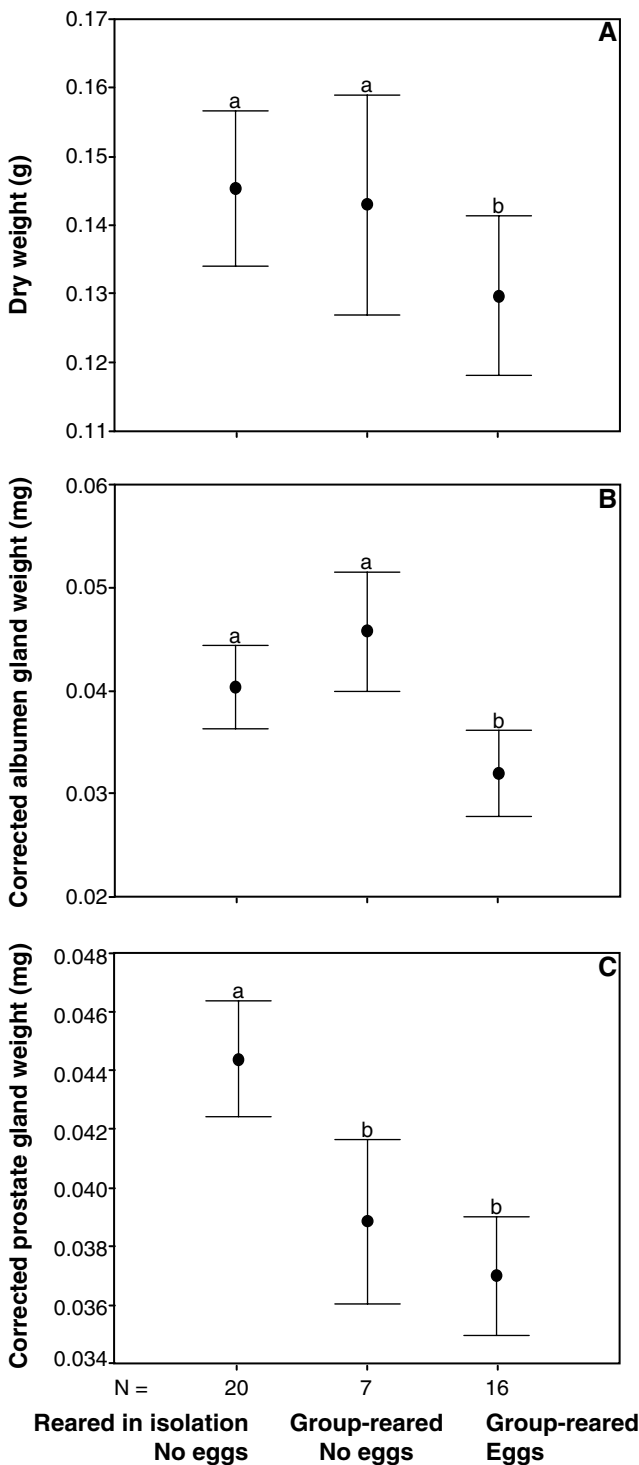 A
Dry weight (g)
0.17
0.16
0.15
0.14
0.13
0.12
0.11
a
a
b
B
Corrected albumen gland weight (mg)
0.06
0.05
0.04
0.03
0.02
a
a
b
C
Corrected prostate gland weight (mg)
0.048
0.046
0.044
0.042
0.040
0.038
0.036
0.034
a
b
b
N = 20 7 16
Reared in isolation Group-reared Group-reared
No eggs No eggs Eggs